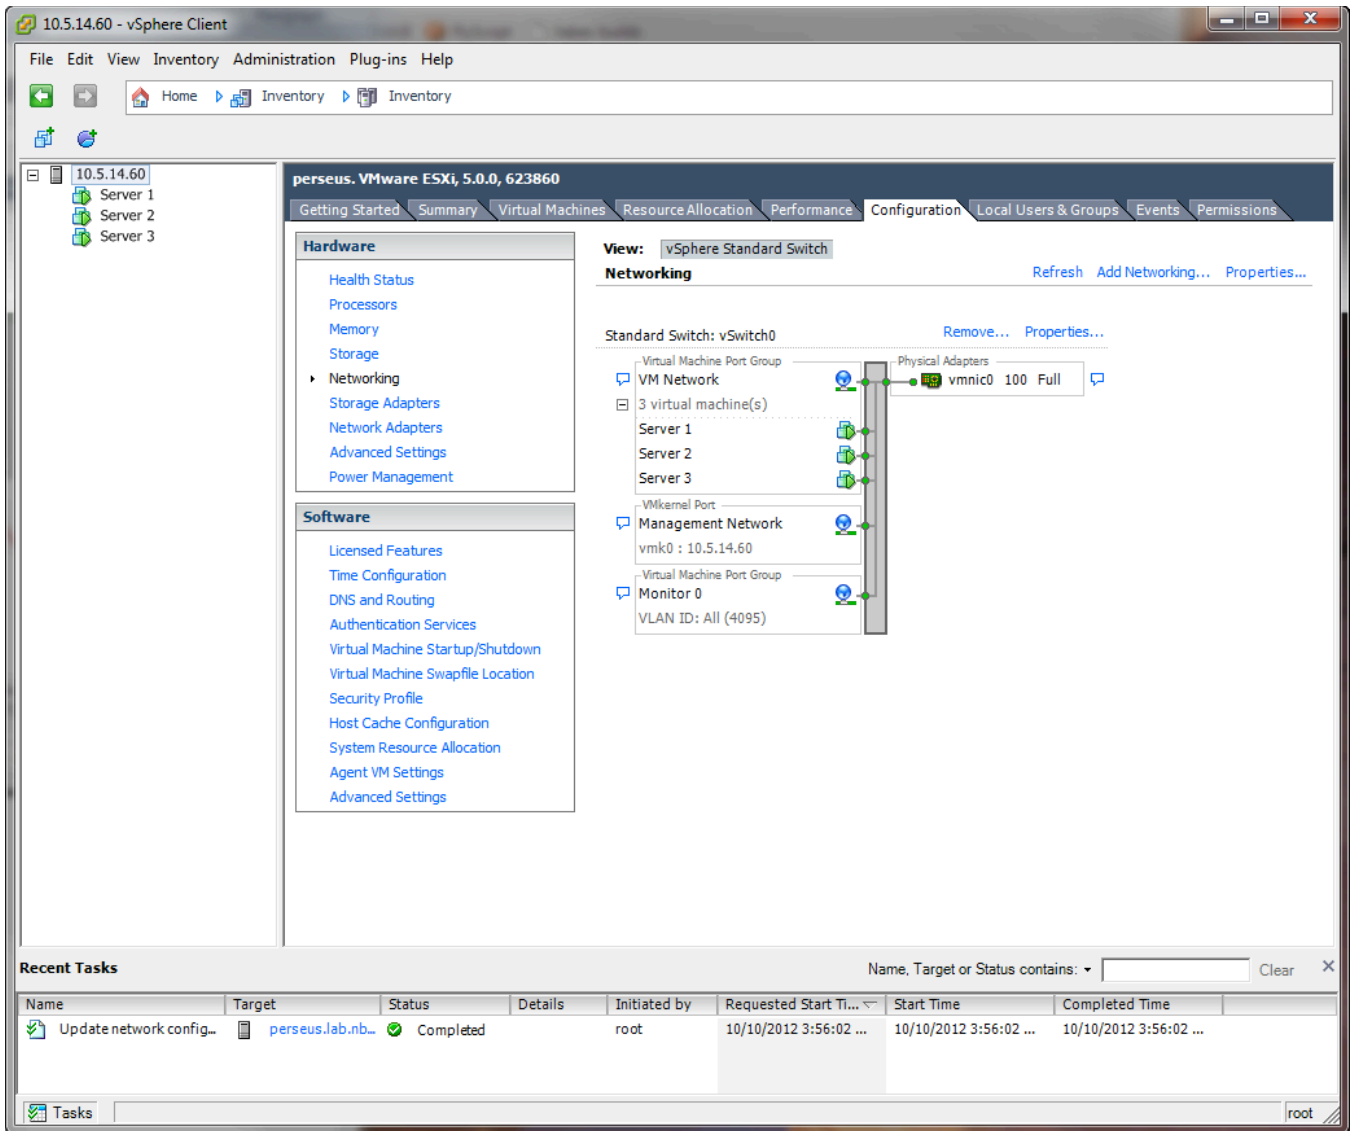 10.5.14.60 - vSphere Client
File Edit View Inventory Administration Plug-ins Help
Home Inventory Inventory
10.5.14.60
Server 1
Server 2
Server 3
perseus. VMware ESXi, 5.0.0, 623860
Getting Started Summary Virtual Machines Resource Allocation Performance Configuration Local Users & Groups Events Permissions
Hardware
Health Status
Processors
Memory
Storage
Networking
Storage Adapters
Network Adapters
Advanced Settings
Power Management
Software
Licensed Features
Time Configuration
DNS and Routing
Authentication Services
Virtual Machine Startup/Shutdown
Virtual Machine Swapfile Location
Security Profile
Host Cache Configuration
System Resource Allocation
Agent VM Settings
Advanced Settings
View: vSphere Standard Switch
Networking Refresh Add Networking... Properties...
Standard Switch: vSwitch0 Remove... Properties...
Virtual Machine Port Group
VM Network
3 virtual machine(s)
Server 1
Server 2
Server 3
Physical Adapters
vmnic0 100 Full
VMkernel Port
Management Network
vmk0 : 10.5.14.60
Virtual Machine Port Group
Monitor 0
VLAN ID: All (4095)
Recent Tasks Name, Target or Status contains: Clear
Name Target Status Details Initiated by Requested Start Ti... Start Time Completed Time
Update network config... perseus.lab.nb... Completed root 10/10/2012 3:56:02 ... 10/10/2012 3:56:02 ... 10/10/2012 3:56:02 ...
Tasks root